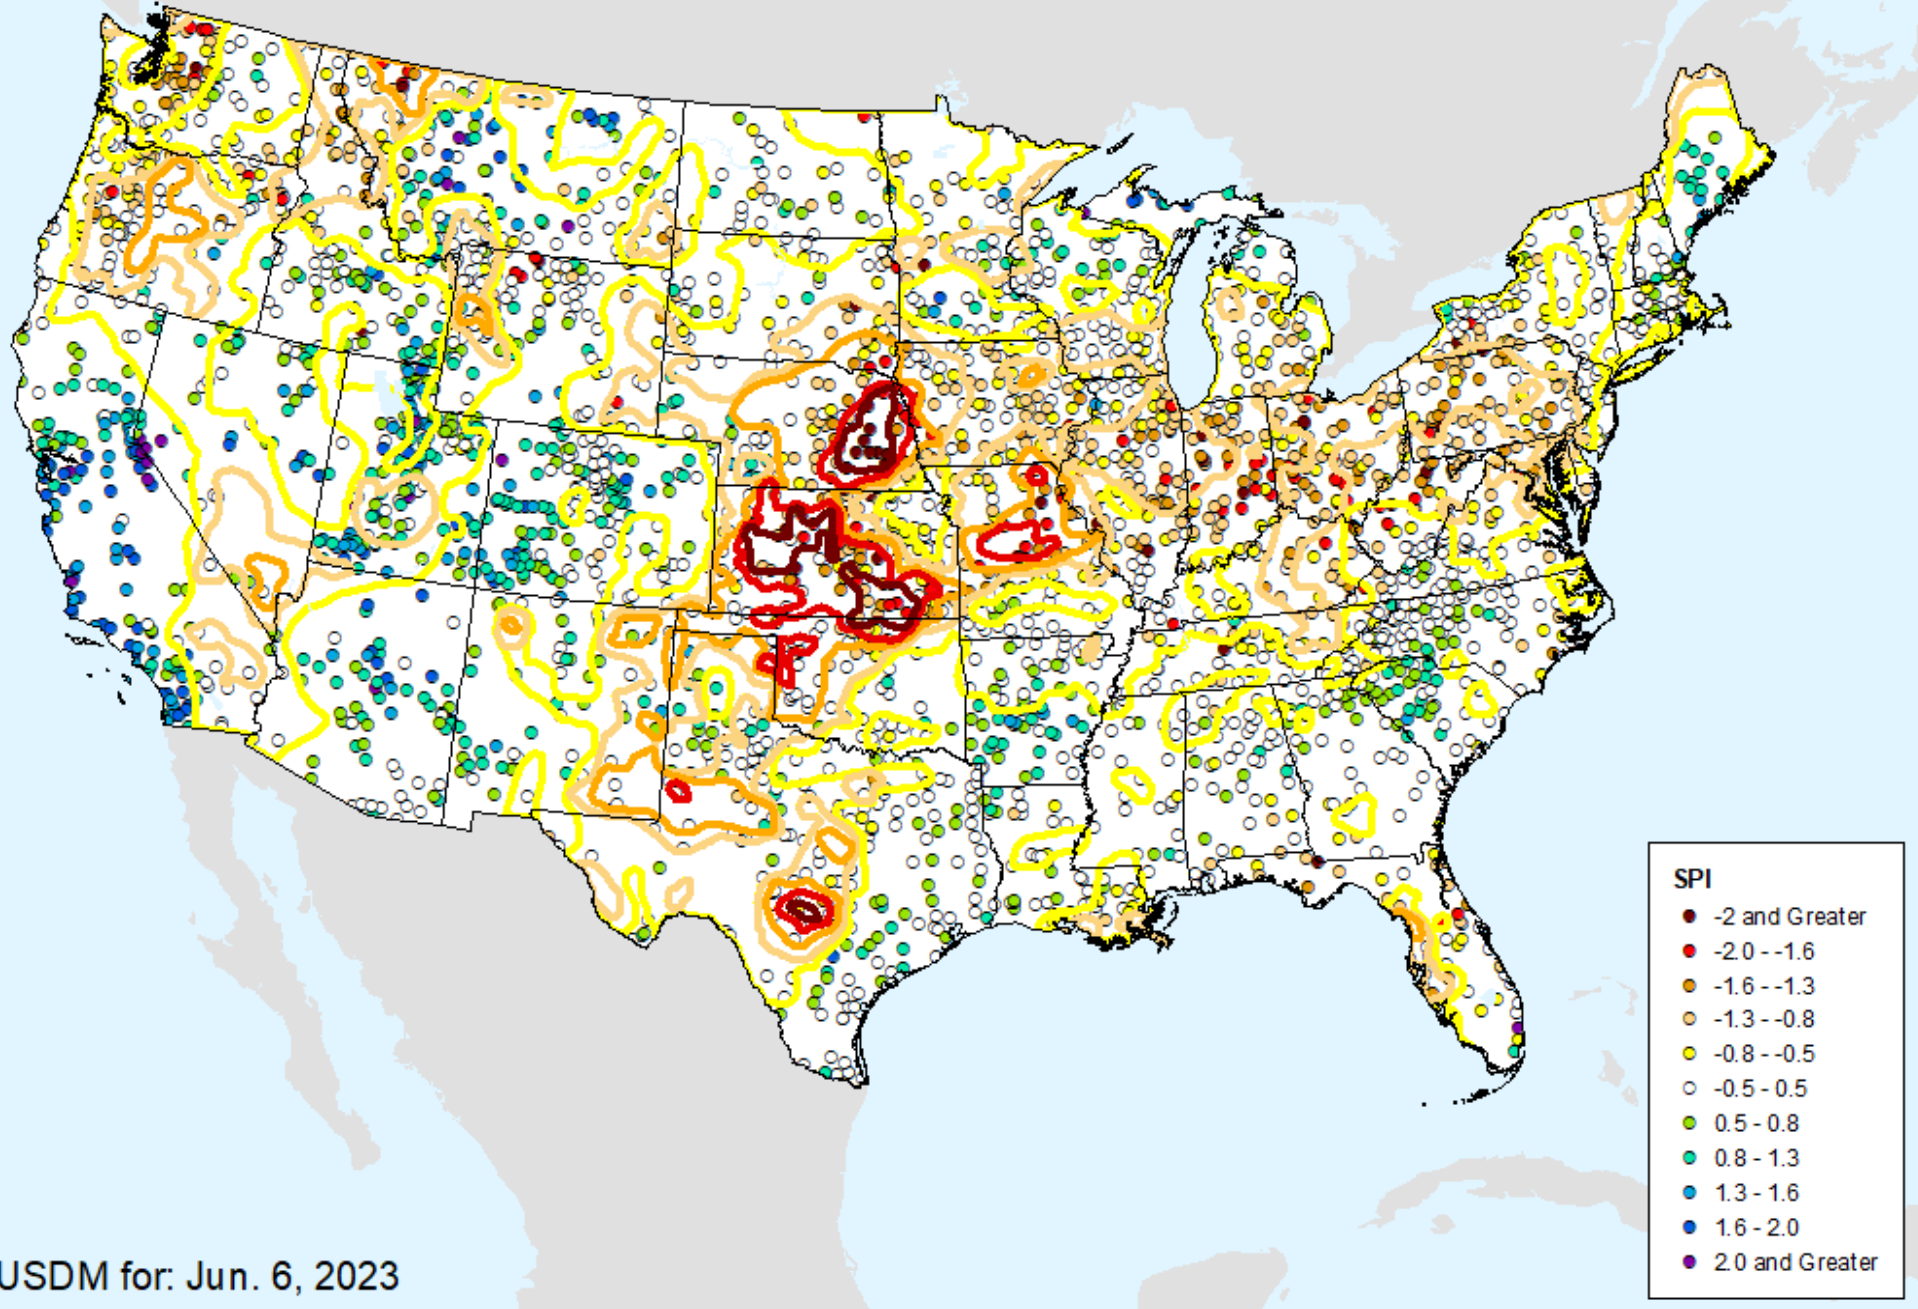 SPI
-2 and Greater
-2.0 - -1.6
-1.6 - -1.3
-1.3 - -0.8
-0.8 - -0.5
-0.5 - 0.5
0.5 - 0.8
0.8 - 1.3
1.3 - 1.6
1.6 - 2.0
2.0 and Greater
USDM for: Jun. 6, 2023